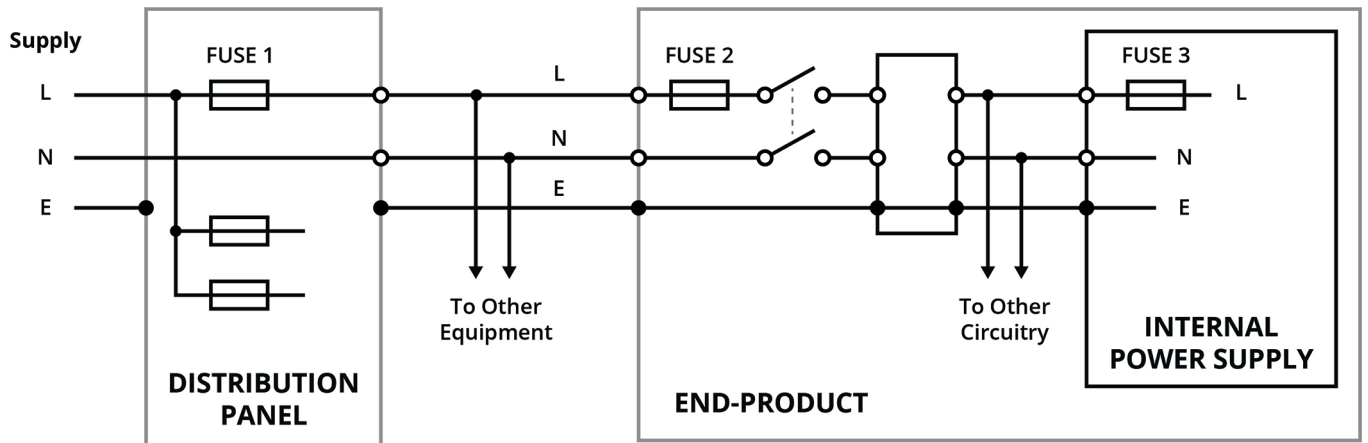 Supply
FUSE 1
FUSE 2
FUSE 3
L
L
L
N
N
N
E
E
E
To Other
Equipment
To Other
Circuitry
INTERNAL
POWER SUPPLY
DISTRIBUTION
PANEL
END-PRODUCT